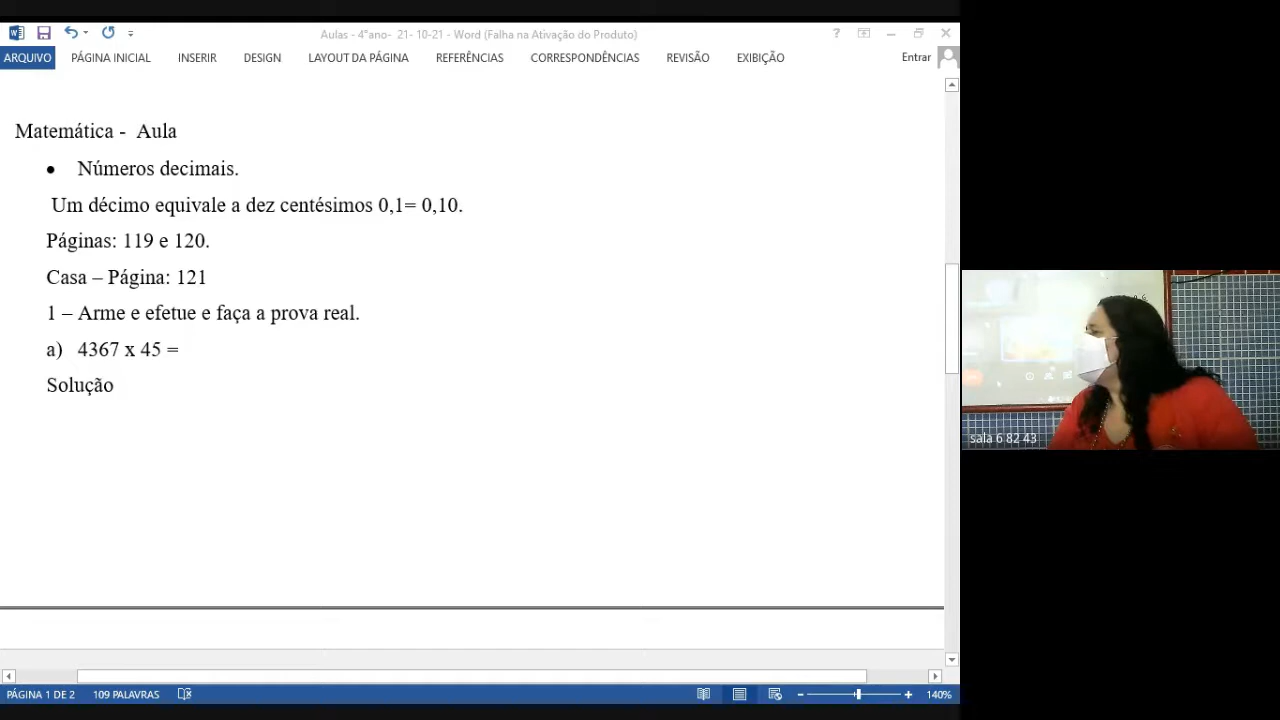 Aulas - 4°ano- 21- 10-21 - Word (Falha na Ativação do Produto)
?
ARQUIVO PÁGINA INICIAL INSERIR DESIGN LAYOUT DA PÁGINA REFERÊNCIAS CORRESPONDÊNCIAS REVISÃO EXIBIÇÃO Entrar
Matemática - Aula
• Números decimais.
Um décimo equivale a dez centésimos 0,1= 0,10.
Páginas: 119 e 120.
Casa – Página: 121
1 – Arme e efetue e faça a prova real.
a) 4367 x 45 =
Solução
sala 6 82 43
PÁGINA 1 DE 2 109 PALAVRAS 140%